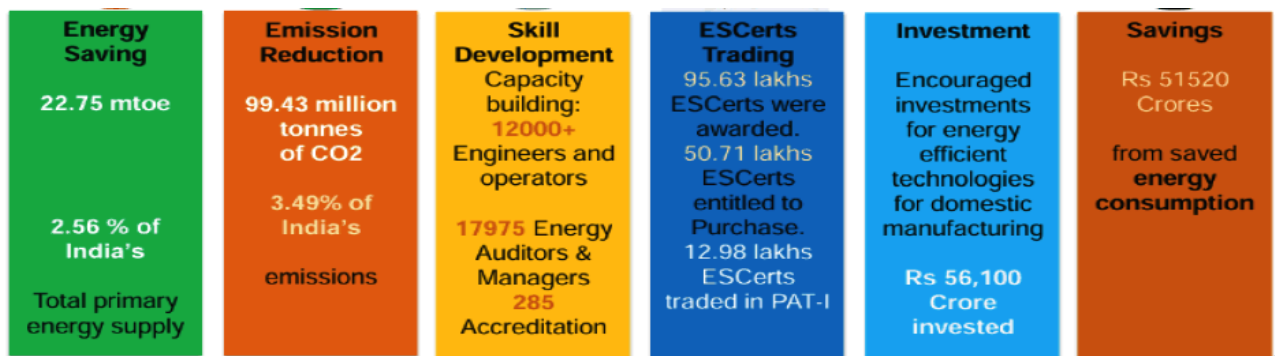 Energy
Saving
22.75 mtoe
2.56 % of
India's
Total primary
energy supply
Emission
Reduction
99.43 million
tonnes
of CO2
3.49% of
India's
emissions
Skill
Development
Capacity
building:
12000+
Engineers and
operators
17975 Energy
Auditors &
Managers
285
Accreditation
ESCerts
Trading
95.63 lakhs
ESCerts were
awarded.
50.71 lakhs
ESCerts
entitled to
Purchase.
12.98 lakhs
ESCerts
traded in PAT-I
Investment
Encouraged
investments
for energy
efficient
technologies
for domestic
manufacturing
Rs 56,100
Crore
invested
Savings
Rs 51520
Crores
from saved
energy
consumption